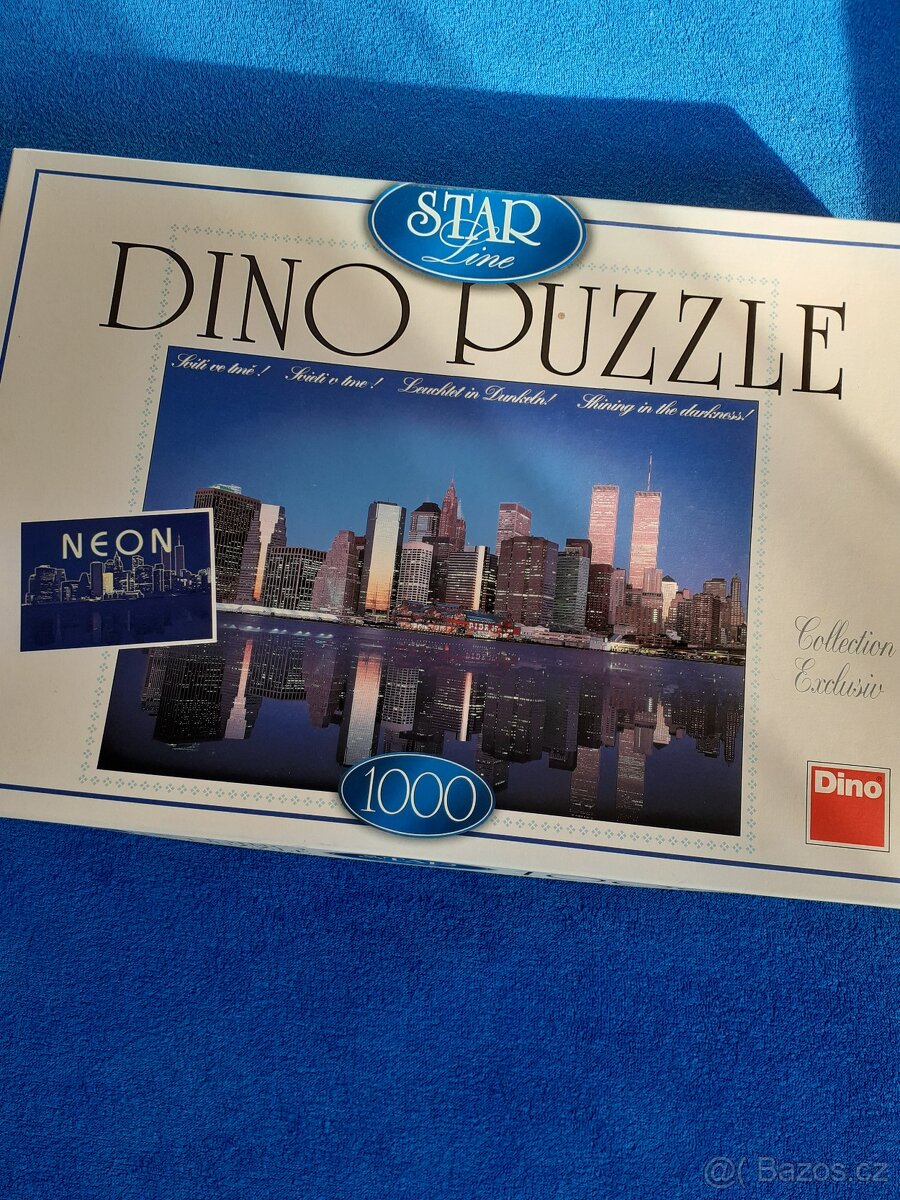 STAR
Line
DINO PUZZLE
Svítí ve tmě! Svieti v tme! Leuchtet in Dunkeln! Shining in the darkness!
NEON
Collection
Exclusiv
Dino
1000
@( Bazos.cz